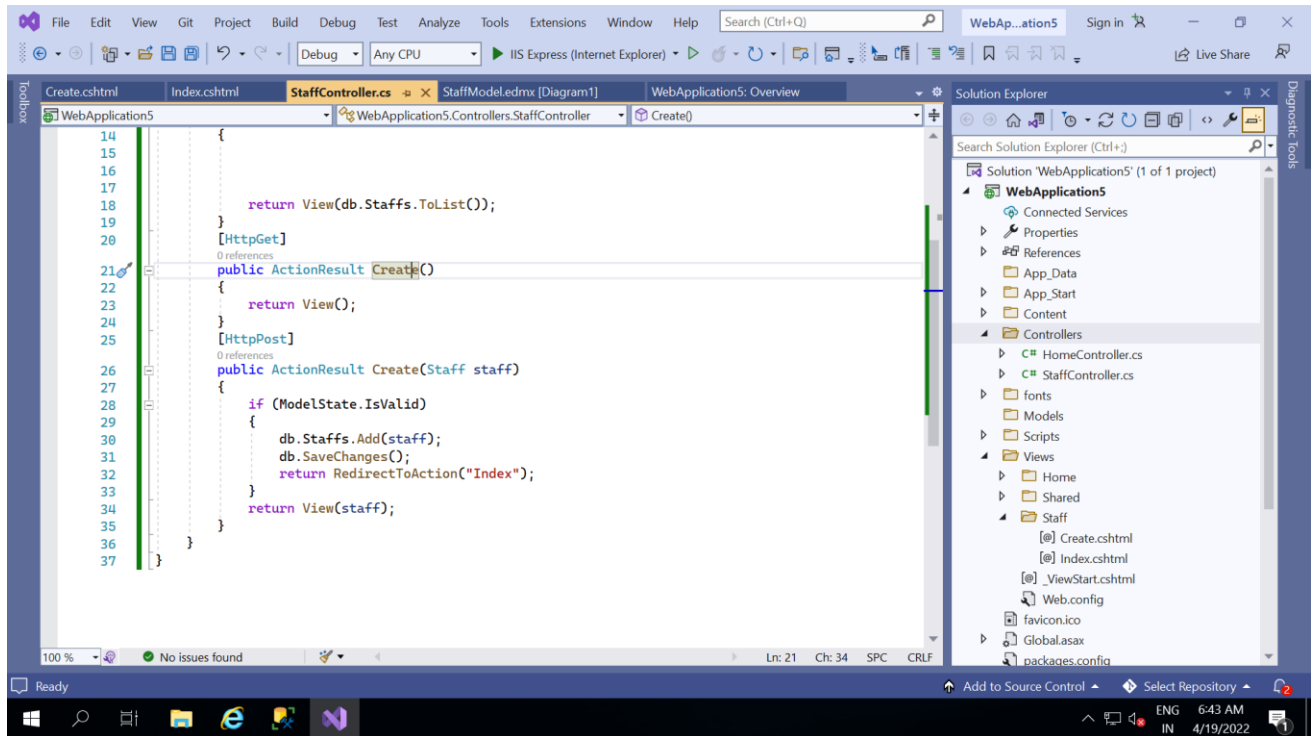 File Edit View Git Project Build Debug Test Analyze Tools Extensions Window Help Search (Ctrl+Q) WebAp...ation5 Sign in
Debug Any CPU IIS Express (Internet Explorer) Live Share
Toolbox
Create.cshtml Index.cshtml StaffController.cs StaffModel.edmx [Diagram1] WebApplication5: Overview
WebApplication5 WebApplication5.Controllers.StaffController Create()
14 {
15
16
17
18 return View(db.Staffs.ToList());
19 }
20 [HttpGet]
0 references
21 public ActionResult Create()
22 {
23 return View();
24 }
25 [HttpPost]
0 references
26 public ActionResult Create(Staff staff)
27 {
28 if (ModelState.IsValid)
29 {
30 db.Staffs.Add(staff);
31 db.SaveChanges();
32 return RedirectToAction("Index");
33 }
34 return View(staff);
35 }
36 }
37 }
100 % No issues found Ln: 21 Ch: 34 SPC CRLF
Solution Explorer
Search Solution Explorer (Ctrl+;)
Solution 'WebApplication5' (1 of 1 project)
WebApplication5
Connected Services
Properties
References
App_Data
App_Start
Content
Controllers
C# HomeController.cs
C# StaffController.cs
fonts
Models
Scripts
Views
Home
Shared
Staff
[@] Create.cshtml
[@] Index.cshtml
[@] _ViewStart.cshtml
Web.config
favicon.ico
Global.asax
packages.config
Diagnostic Tools
Ready Add to Source Control Select Repository 2
ENG 6:43 AM
IN 4/19/2022 1